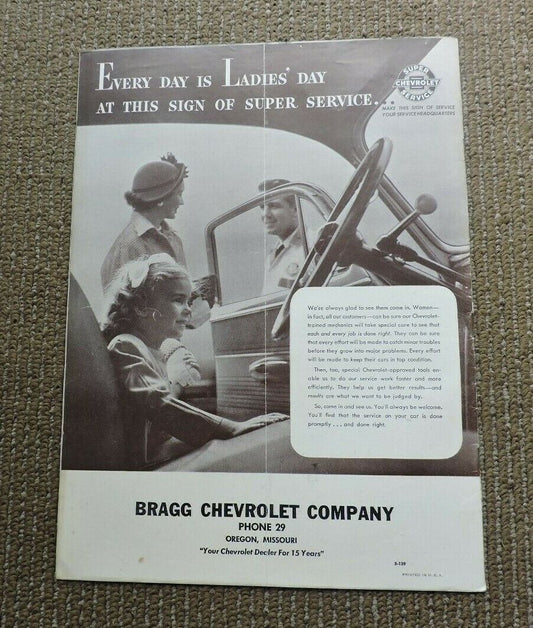 EVERY DAY IS LADIES' DAY
AT THIS SIGN OF SUPER SERVICE...
SUPER
CHEVROLET
SERVICE
MAKE THIS SIGN OF SERVICE
YOUR SERVICE HEADQUARTERS
We're always glad to see them come in. Women—
in fact, all our customers—can be sure our Chevrolet-
trained mechanics will take special care to see that
each and every job is done right. They can be sure
that every effort will be made to catch minor troubles
before they grow into major problems. Every effort
will be made to keep their cars in top condition.
Then, too, special Chevrolet-approved tools en-
able us to do our service work faster and more
efficiently. They help us get better results—and
results are what we want to be judged by.
So, come in and see us. You'll always be welcome.
You'll find that the service on your car is done
promptly . . . and done right.
BRAGG CHEVROLET COMPANY
PHONE 29
OREGON, MISSOURI
"Your Chevrolet Dealer For 15 Years"
5-139
PRINTED IN U. S. A.